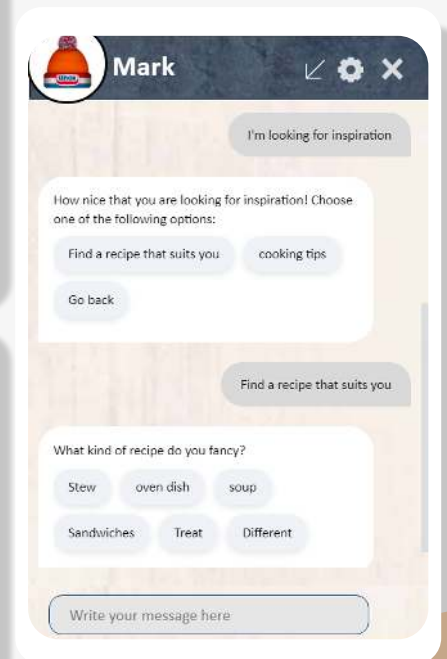 Mark
Unox
I'm looking for inspiration
How nice that you are looking for inspiration! Choose
one of the following options:
Find a recipe that suits you
cooking tips
Go back
Find a recipe that suits you
What kind of recipe do you fancy?
Stew
oven dish
soup
Sandwiches
Treat
Different
Write your message here